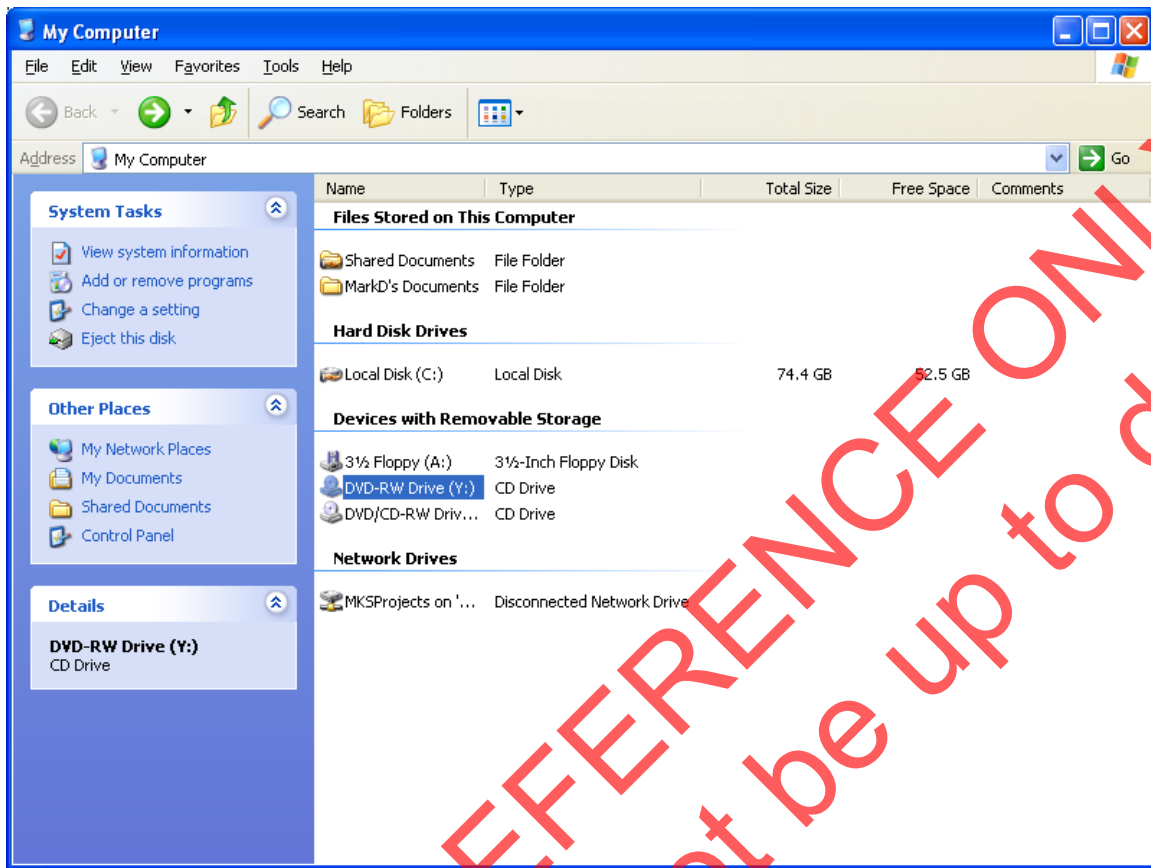 My Computer
File Edit View Favorites Tools Help
Back Search Folders
Address My Computer Go
Name Type Total Size Free Space Comments
System Tasks
View system information
Add or remove programs
Change a setting
Eject this disk
Other Places
My Network Places
My Documents
Shared Documents
Control Panel
Details
DVD-RW Drive (Y:)
CD Drive
Files Stored on This Computer
Shared Documents File Folder
MarkD's Documents File Folder
Hard Disk Drives
Local Disk (C:) Local Disk 74.4 GB 52.5 GB
Devices with Removable Storage
3½ Floppy (A:) 3½-Inch Floppy Disk
DVD-RW Drive (Y:) CD Drive
DVD/CD-RW Driv... CD Drive
Network Drives
MKSProjects on '... Disconnected Network Drive
EFERENCE ONL
ot be up to d